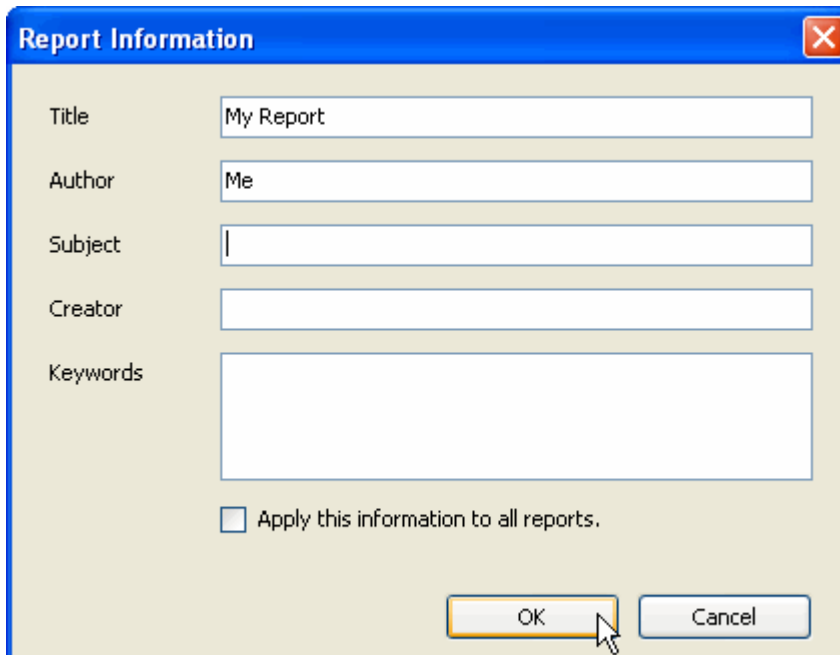 Report Information
Title
My Report
Author
Me
Subject
Creator
Keywords
Apply this information to all reports.
OK
Cancel